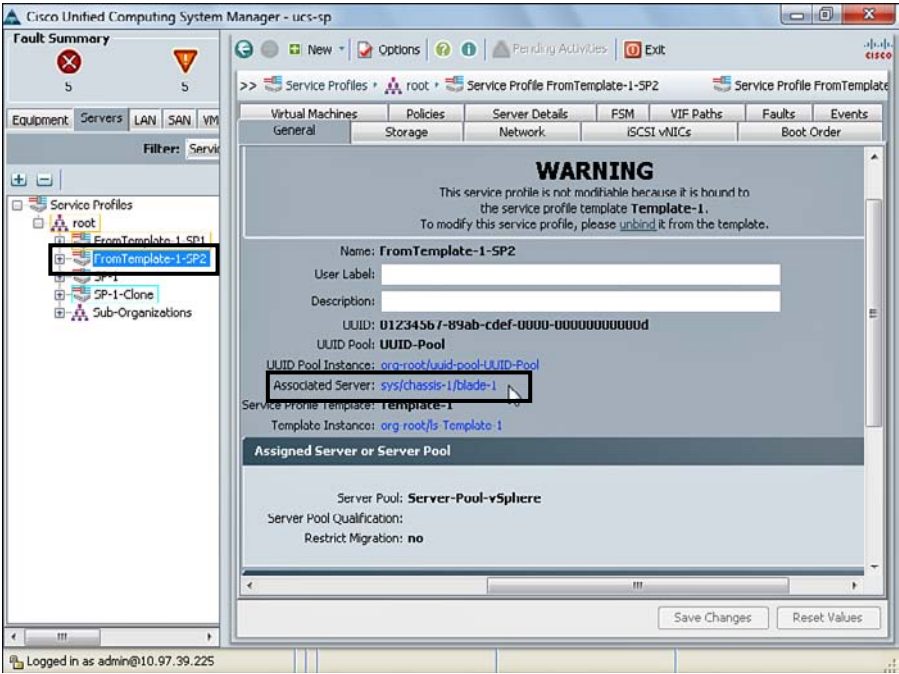 Cisco Unified Computing System Manager - ucs-sp
Fault Summary
5 5
Equipment Servers LAN SAN VM
Filter: Servic
Service Profiles
root
FromTemplate-1-SP1
FromTemplate-1-SP2
SP-1
SP-1-Clone
Sub-Organizations
New Options Pending Activities Exit
CISCO
>> Service Profiles root Service Profile FromTemplate-1-SP2 Service Profile FromTemplate
Virtual Machines Policies Server Details FSM VIF Paths Faults Events
General Storage Network iSCSI vNICs Boot Order
WARNING
This service profile is not modifiable because it is bound to
the service profile template Template-1.
To modify this service profile, please unbind it from the template.
Name: FromTemplate-1-SP2
User Label:
Description:
UUID: 01234567-89ab-cdef-0000-00000000000d
UUID Pool: UUID-Pool
UUID Pool Instance: org-root/uuid-pool-UUID-Pool
Associated Server: sys/chassis-1/blade-1
Service Profile Template: Template-1
Template Instance: org-root/ls-Template-1
Assigned Server or Server Pool
Server Pool: Server-Pool-vSphere
Server Pool Qualification:
Restrict Migration: no
Save Changes Reset Values
Logged in as admin@10.97.39.225